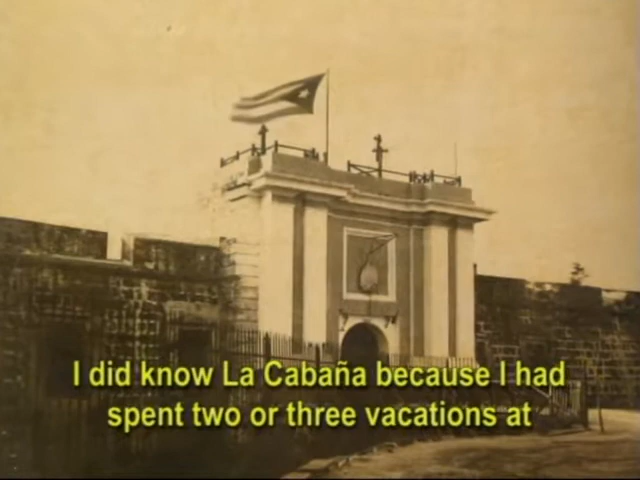 I did know La Cabaña because I had
spent two or three vacations at